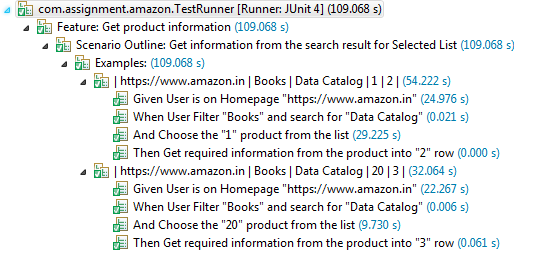 com.assignment.amazon.TestRunner [Runner: JUnit 4] (109.068 s)
Feature: Get product information (109.068 s)
Scenario Outline: Get information from the search result for Selected List (109.068 s)
Examples: (109.068 s)
| https://www.amazon.in | Books | Data Catalog | 1 | 2 | (54.222 s)
Given User is on Homepage "https://www.amazon.in" (24.976 s)
When User Filter "Books" and search for "Data Catalog" (0.021 s)
And Choose the "1" product from the list (29.225 s)
Then Get required information from the product into "2" row (0.000 s)
| https://www.amazon.in | Books | Data Catalog | 20 | 3 | (32.064 s)
Given User is on Homepage "https://www.amazon.in" (22.267 s)
When User Filter "Books" and search for "Data Catalog" (0.006 s)
And Choose the "20" product from the list (9.730 s)
Then Get required information from the product into "3" row (0.061 s)